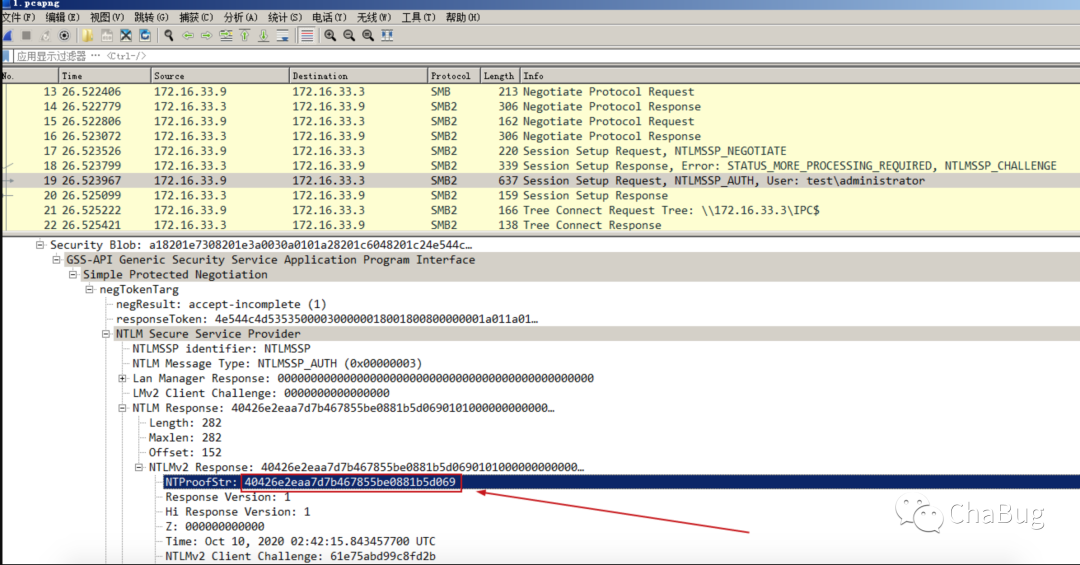 1.pcapng
文件(F) 编辑(E) 视图(V) 跳转(G) 捕获(C) 分析(A) 统计(S) 电话(T) 无线(W) 工具(T) 帮助(H)
应用显示过滤器 … <Ctrl-/>
No. Time Source Destination Protocol Length Info
13 26.522406 172.16.33.9 172.16.33.3 SMB 213 Negotiate Protocol Request
14 26.522779 172.16.33.3 172.16.33.9 SMB2 306 Negotiate Protocol Response
15 26.522806 172.16.33.9 172.16.33.3 SMB2 162 Negotiate Protocol Request
16 26.523072 172.16.33.3 172.16.33.9 SMB2 306 Negotiate Protocol Response
17 26.523526 172.16.33.9 172.16.33.3 SMB2 220 Session Setup Request, NTLMSSP_NEGOTIATE
18 26.523799 172.16.33.3 172.16.33.9 SMB2 339 Session Setup Response, Error: STATUS_MORE_PROCESSING_REQUIRED, NTLMSSP_CHALLENGE
19 26.523967 172.16.33.9 172.16.33.3 SMB2 637 Session Setup Request, NTLMSSP_AUTH, User: test\administrator
20 26.525099 172.16.33.3 172.16.33.9 SMB2 159 Session Setup Response
21 26.525222 172.16.33.9 172.16.33.3 SMB2 166 Tree Connect Request Tree: \\172.16.33.3\IPC$
22 26.525421 172.16.33.3 172.16.33.9 SMB2 138 Tree Connect Response
Security Blob: a18201e7308201e3a0030a0101a28201c6048201c24e544c…
GSS-API Generic Security Service Application Program Interface
Simple Protected Negotiation
negTokenTarg
negResult: accept-incomplete (1)
responseToken: 4e544c4d53535000030000001800180080000001a011a01…
NTLM Secure Service Provider
NTLMSSP identifier: NTLMSSP
NTLM Message Type: NTLMSSP_AUTH (0x00000003)
Lan Manager Response: 000000000000000000000000000000000000000000000000
LMv2 Client Challenge: 0000000000000000
NTLM Response: 40426e2eaa7d7b467855be0881b5d0690101000000000000…
Length: 282
Maxlen: 282
Offset: 152
NTLMv2 Response: 40426e2eaa7d7b467855be0881b5d0690101000000000000…
NTProofStr: 40426e2eaa7d7b467855be0881b5d069
Response Version: 1
Hi Response Version: 1
Z: 000000000000
Time: Oct 10, 2020 02:42:15.843457700 UTC
NTLMv2 Client Challenge: 61e75abd99c8fd2b
ChaBug